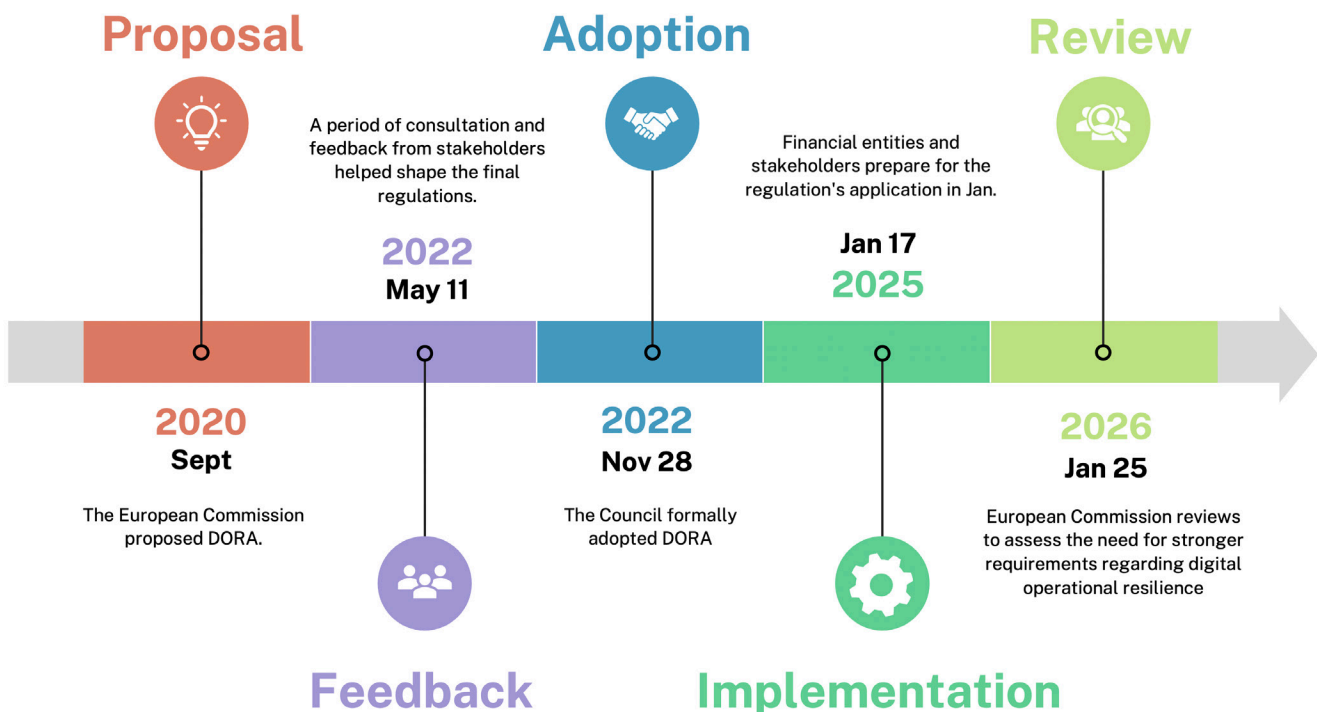 Proposal
Adoption
Review
A period of consultation and
feedback from stakeholders
helped shape the final
regulations.
Financial entities and
stakeholders prepare for the
regulation's application in Jan.
2022
May 11
Jan 17
2025
2020
Sept
2022
Nov 28
2026
Jan 25
The European Commission
proposed DORA.
The Council formally
adopted DORA
European Commission reviews
to assess the need for stronger
requirements regarding digital
operational resilience
Feedback
Implementation